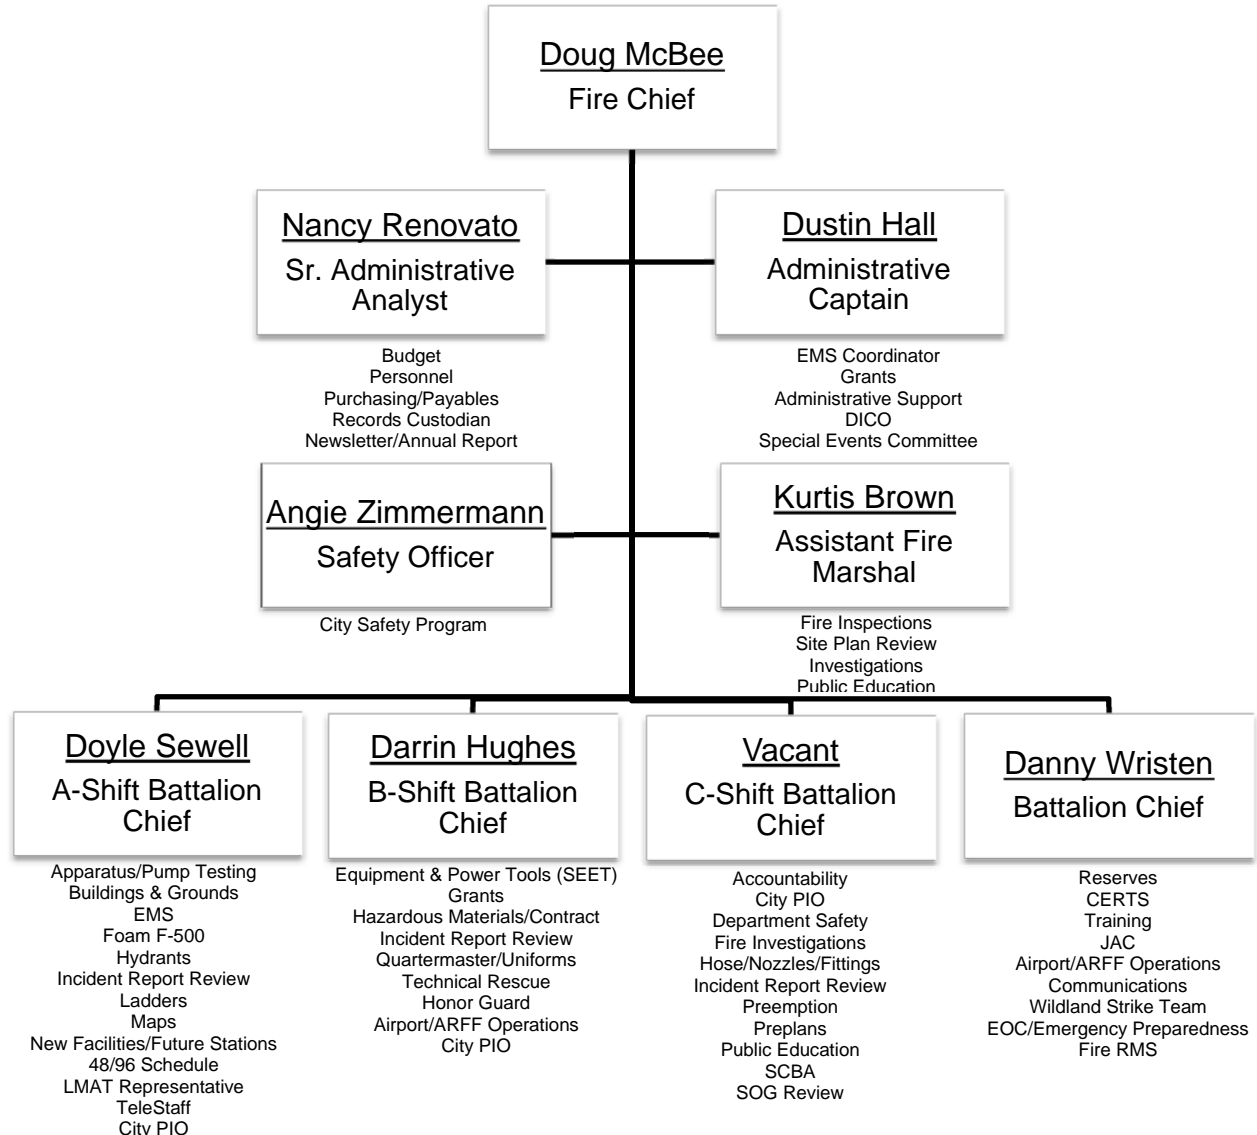 Doug McBee
Fire Chief
Nancy Renovato
Sr. Administrative
Analyst
Budget
Personnel
Purchasing/Payables
Records Custodian
Newsletter/Annual Report
Dustin Hall
Administrative
Captain
EMS Coordinator
Grants
Administrative Support
DICO
Special Events Committee
Angie Zimmermann
Safety Officer
City Safety Program
Kurtis Brown
Assistant Fire
Marshal
Fire Inspections
Site Plan Review
Investigations
Public Education
Doyle Sewell
A-Shift Battalion
Chief
Apparatus/Pump Testing
Buildings & Grounds
EMS
Foam F-500
Hydrants
Incident Report Review
Ladders
Maps
New Facilities/Future Stations
48/96 Schedule
LMAT Representative
TeleStaff
City PIO
Darrin Hughes
B-Shift Battalion
Chief
Equipment & Power Tools (SEET)
Grants
Hazardous Materials/Contract
Incident Report Review
Quartermaster/Uniforms
Technical Rescue
Honor Guard
Airport/ARFF Operations
City PIO
Vacant
C-Shift Battalion
Chief
Accountability
City PIO
Department Safety
Fire Investigations
Hose/Nozzles/Fittings
Incident Report Review
Preemption
Preplans
Public Education
SCBA
SOG Review
Danny Wristen
Battalion Chief
Reserves
CERTS
Training
JAC
Airport/ARFF Operations
Communications
Wildland Strike Team
EOC/Emergency Preparedness
Fire RMS